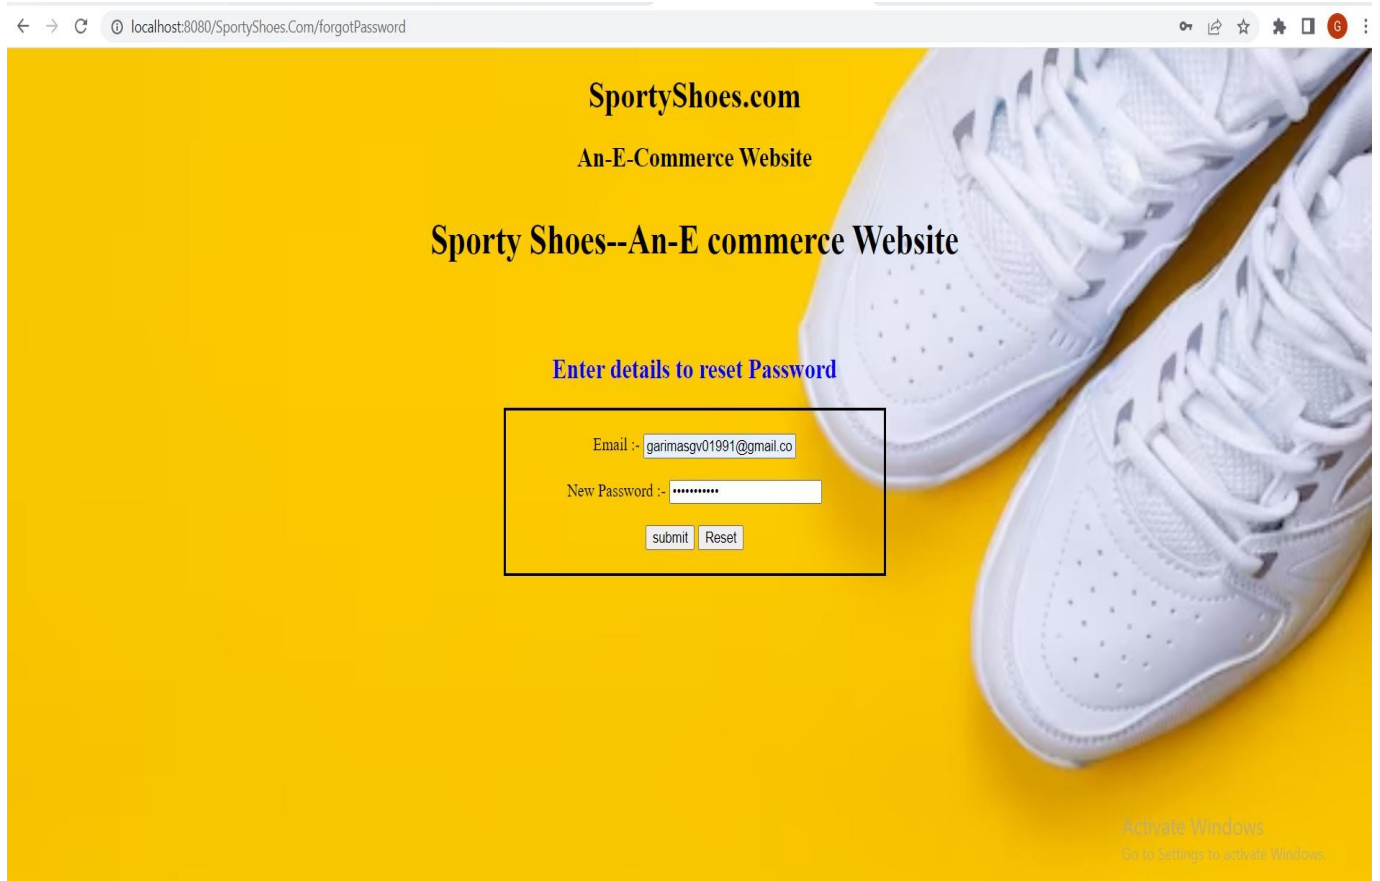 localhost:8080/SportyShoes.Com/forgotPassword
G
SportyShoes.com
An-E-Commerce Website
Sporty Shoes--An-E commerce Website
Enter details to reset Password
Email :- garimasgv01991@gmail.co
New Password :- •••••••••••
submit Reset
Activate Windows
Go to Settings to activate Windows.